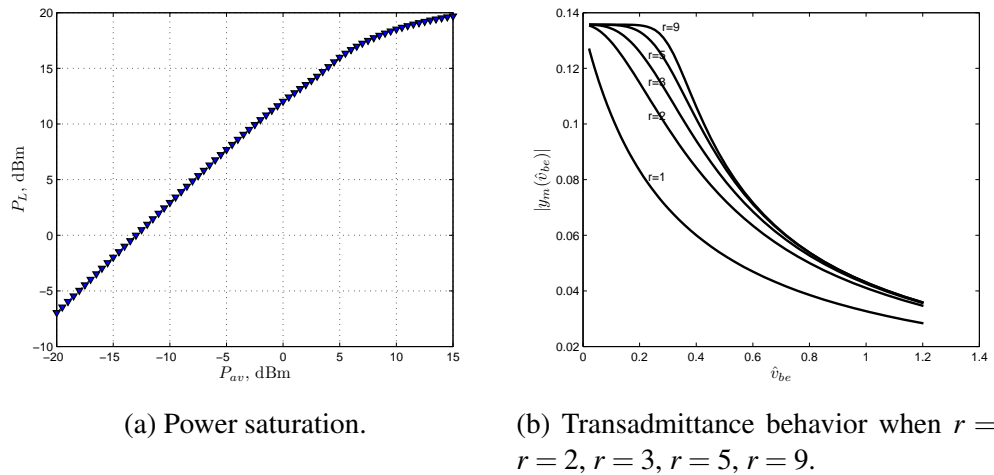 20
15
10
5
0
−5
−10
−20
−15
−10
−5
0
5
10
15
P_L, dBm
P_av, dBm
0.14
0.12
0.1
0.08
0.06
0.04
0.02
0
0.2
0.4
0.6
0.8
1
1.2
1.4
r=9
r=5
r=3
r=2
r=1
|y_m(v̂_be)|
v̂_be
(a) Power saturation.
(b) Transadmittance behavior when r =
r = 2, r = 3, r = 5, r = 9.